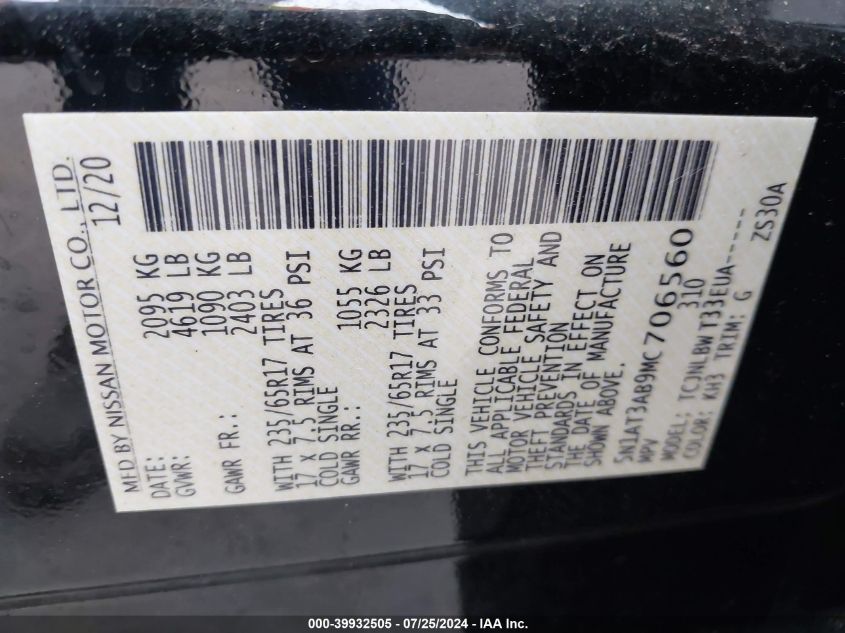 MFD BY NISSAN MOTOR CO., LTD.
DATE: 12/20
GVWR: 2095 KG
4619 LB
GAWR FR.: 1090 KG
2403 LB
WITH 235/65R17 TIRES
17 X 7.5 RIMS AT 36 PSI
COLD SINGLE
GAWR RR.: 1055 KG
2326 LB
WITH 235/65R17 TIRES
17 X 7.5 RIMS AT 33 PSI
COLD SINGLE
THIS VEHICLE CONFORMS TO
ALL APPLICABLE FEDERAL
MOTOR VEHICLE SAFETY AND
THEFT PREVENTION
STANDARDS IN EFFECT ON
THE DATE OF MANUFACTURE
SHOWN ABOVE.
5N1AT3AB9MC706560
MPV 310
MODEL: TCJNLBWT33EUA------
COLOR: KH3 TRIM: G ZS30A
000-39932505 - 07/25/2024 - IAA Inc.